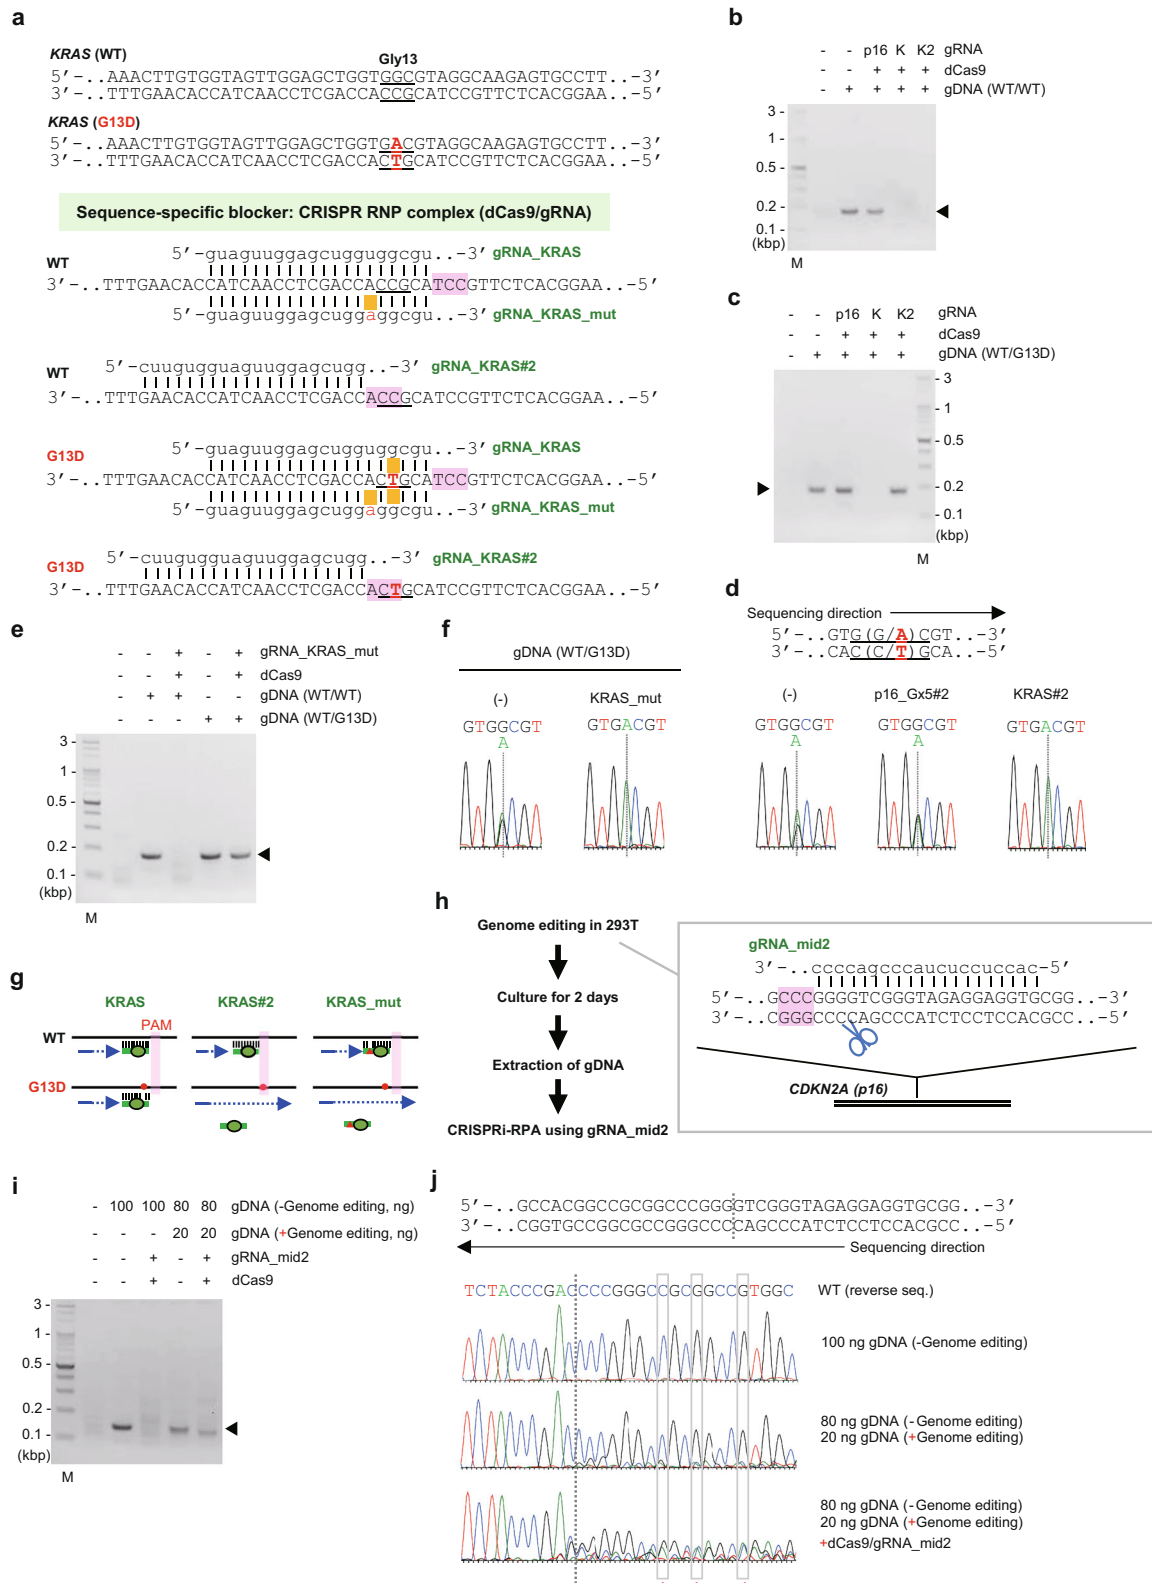 a
KRAS (WT)
Gly13
5′-..AAACTTGTGGTAGTTGGAGCTGGTGGCGTAGGCAAGAGTGCCTT..-3′
3′-..TTTGAACACCATCAACCTCGACCACCGCATCCGTTCTCACGGAA..-5′
KRAS (G13D)
5′-..AAACTTGTGGTAGTTGGAGCTGGTGACGTAGGCAAGAGTGCCTT..-3′
3′-..TTTGAACACCATCAACCTCGACCACTGCATCCGTTCTCACGGAA..-5′
Sequence-specific blocker: CRISPR RNP complex (dCas9/gRNA)
5′-guaguuggagcugguggcgu..-3′ gRNA_KRAS
WT
3′-..TTTGAACACCATCAACCTCGACCACCGCATCCGTTCTCACGGAA..-5′
5′-guaguuggagcuggaggcgu..-3′ gRNA_KRAS_mut
5′-cuugugguaguuggagcugg..-3′ gRNA_KRAS#2
WT
3′-..TTTGAACACCATCAACCTCGACCACCGCATCCGTTCTCACGGAA..-5′
5′-guaguuggagcugguggcgu..-3′ gRNA_KRAS
G13D
3′-..TTTGAACACCATCAACCTCGACCACTGCATCCGTTCTCACGGAA..-5′
5′-guaguuggagcuggaggcgu..-3′ gRNA_KRAS_mut
5′-cuugugguaguuggagcugg..-3′ gRNA_KRAS#2
G13D
3′-..TTTGAACACCATCAACCTCGACCACTGCATCCGTTCTCACGGAA..-5′
b
- - p16 K K2 gRNA
- - + + + dCas9
- + + + + gDNA (WT/WT)
3 -
1 -
0.5 -
0.2 -
0.1 -
(kbp)
M
c
- - p16 K K2 gRNA
- - + + + dCas9
- + + + + gDNA (WT/G13D)
- 3
- 1
- 0.5
- 0.2
- 0.1
(kbp)
M
d
Sequencing direction
5′-..GTG(G/A)CGT..-3′
3′-..CAC(C/T)GCA..-5′
(-) p16_Gx5#2 KRAS#2
GTGGCGT GTGGCGT GTGACGT
A A
e
- - + - + gRNA_KRAS_mut
- - + - + dCas9
- + + - - gDNA (WT/WT)
- - - + + gDNA (WT/G13D)
3 -
1 -
0.5 -
0.2 -
0.1 -
(kbp)
M
f
gDNA (WT/G13D)
(-) KRAS_mut
GTGGCGT GTGACGT
A
g
KRAS KRAS#2 KRAS_mut
PAM
WT
G13D
h
Genome editing in 293T
Culture for 2 days
Extraction of gDNA
CRISPRi-RPA using gRNA_mid2
gRNA_mid2
3′-..ccccagcccaucuccuccac-5′
5′-..GCCCGGGGTCGGGTAGAGGAGGTGCGG..-3′
3′-..CGGGCCCCAGCCCATCTCCTCCACGCC..-5′
CDKN2A (p16)
i
- 100 100 80 80 gDNA (-Genome editing, ng)
- - - 20 20 gDNA (+Genome editing, ng)
- - + - + gRNA_mid2
- - + - + dCas9
3 -
1 -
0.5 -
0.2 -
0.1 -
(kbp)
M
j
5′-..GCCACGGCCGCGGCCCGGGGTCGGGTAGAGGAGGTGCGG..-3′
3′-..CGGTGCCGGCGCCGGGCCCCAGCCCATCTCCTCCACGCC..-5′
Sequencing direction
TCTACCCGACCCCGGGCCGCGGCCGTGGC WT (reverse seq.)
100 ng gDNA (-Genome editing)
80 ng gDNA (-Genome editing)
20 ng gDNA (+Genome editing)
80 ng gDNA (-Genome editing)
20 ng gDNA (+Genome editing)
+dCas9/gRNA_mid2